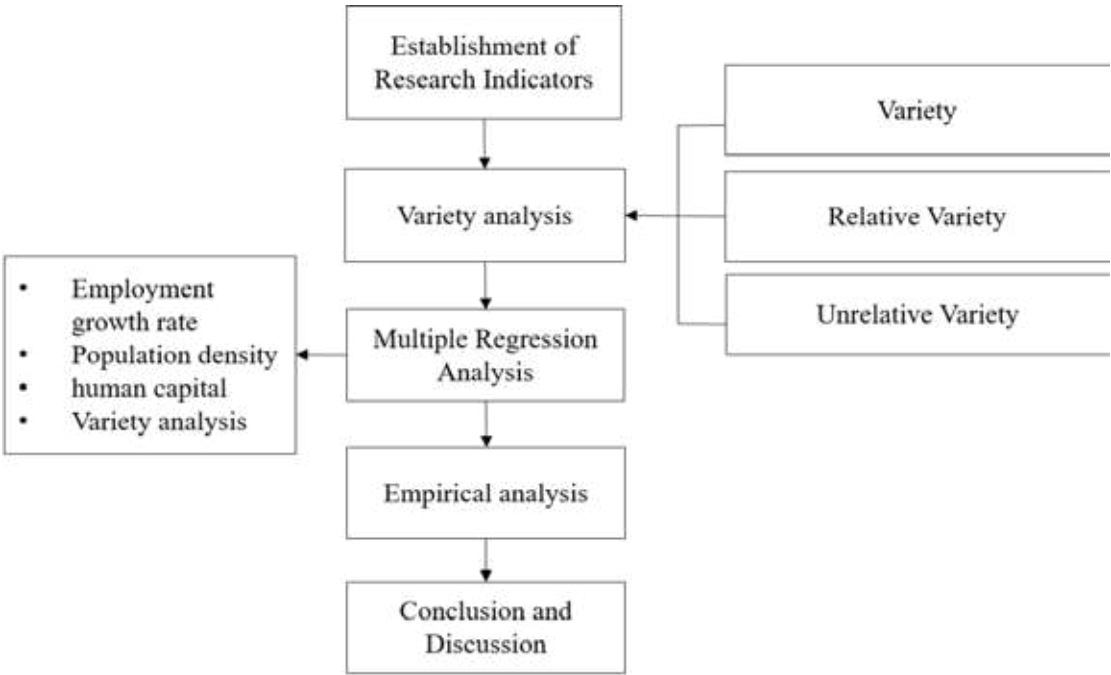 Establishment of
Research Indicators
Variety
Variety analysis
Relative Variety
Unrelative Variety
• Employment
growth rate
• Population density
• human capital
• Variety analysis
Multiple Regression
Analysis
Empirical analysis
Conclusion and
Discussion